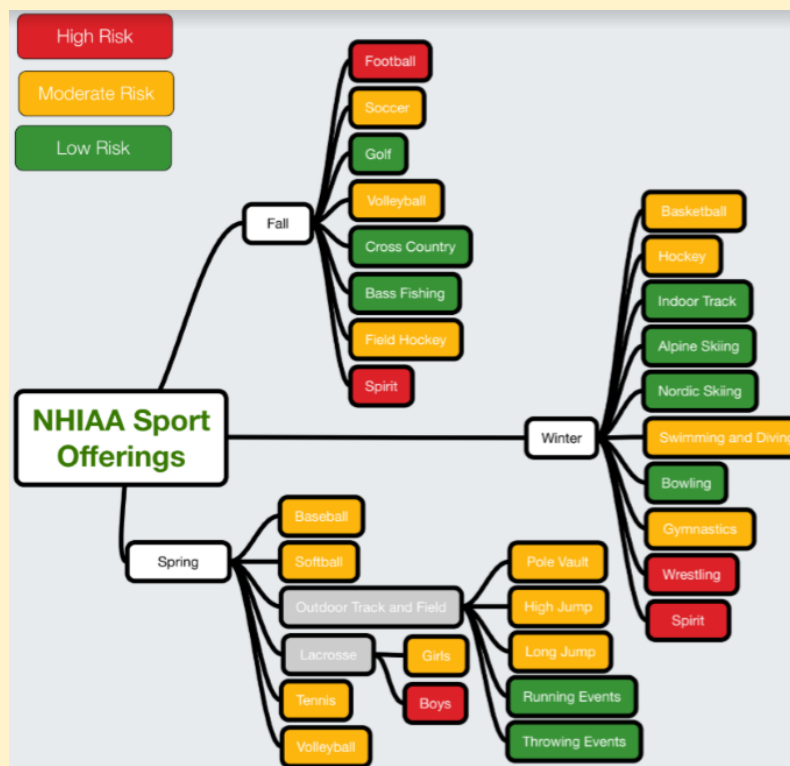 High Risk
Moderate Risk
Low Risk
NHIAA Sport
Offerings
Fall
Football
Soccer
Golf
Volleyball
Cross Country
Bass Fishing
Field Hockey
Spirit
Winter
Basketball
Hockey
Indoor Track
Alpine Skiing
Nordic Skiing
Swimming and Diving
Bowling
Gymnastics
Wrestling
Spirit
Spring
Baseball
Softball
Outdoor Track and Field
Pole Vault
High Jump
Long Jump
Running Events
Throwing Events
Lacrosse
Girls
Boys
Tennis
Volleyball